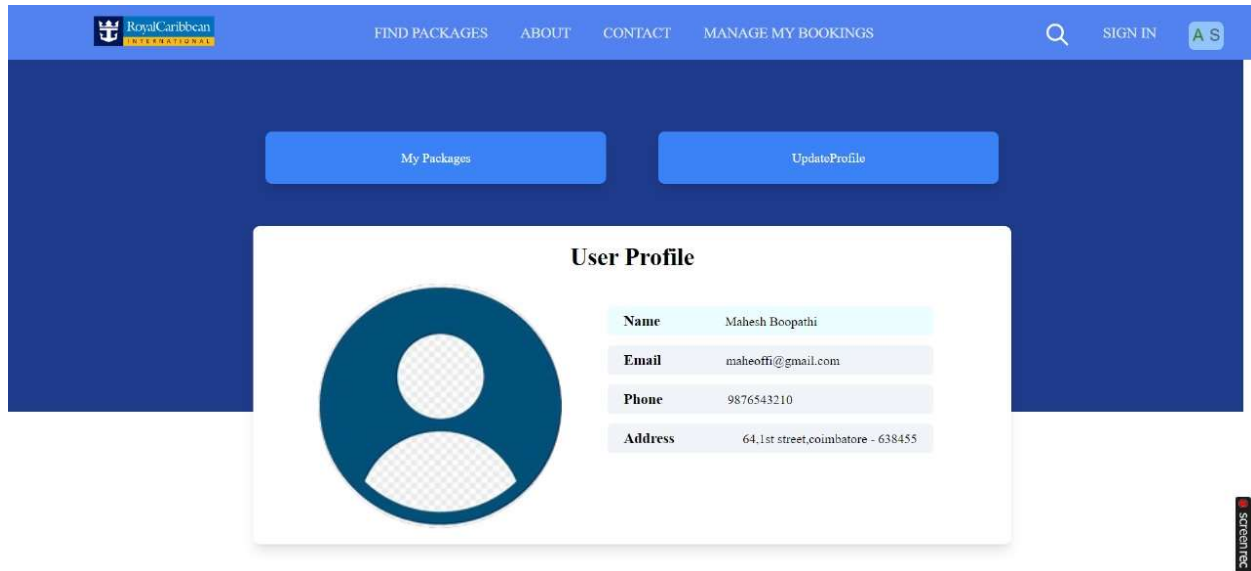 RoyalCaribbean
INTERNATIONAL
FIND PACKAGES ABOUT CONTACT MANAGE MY BOOKINGS SIGN IN A S
My Packages UpdateProfile
User Profile
Name Mahesh Boopathi
Email maheoffi@gmail.com
Phone 9876543210
Address 64,1st street,coimbatore - 638455
screenrec